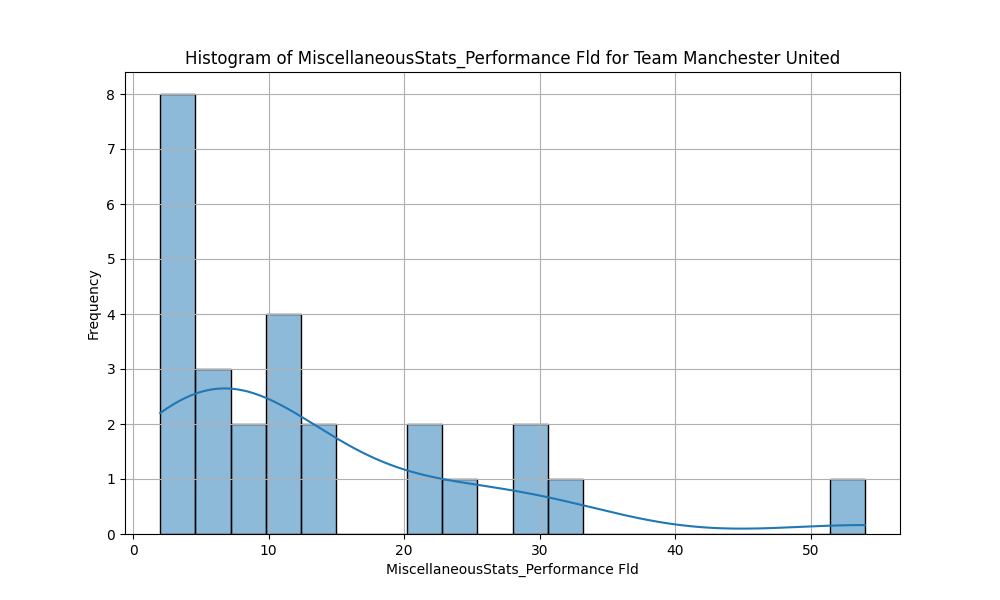 Histogram of MiscellaneousStats_Performance Fld for Team Manchester United
8
7
6
5
4
3
2
1
0
Frequency
0 10 20 30 40 50
MiscellaneousStats_Performance Fld